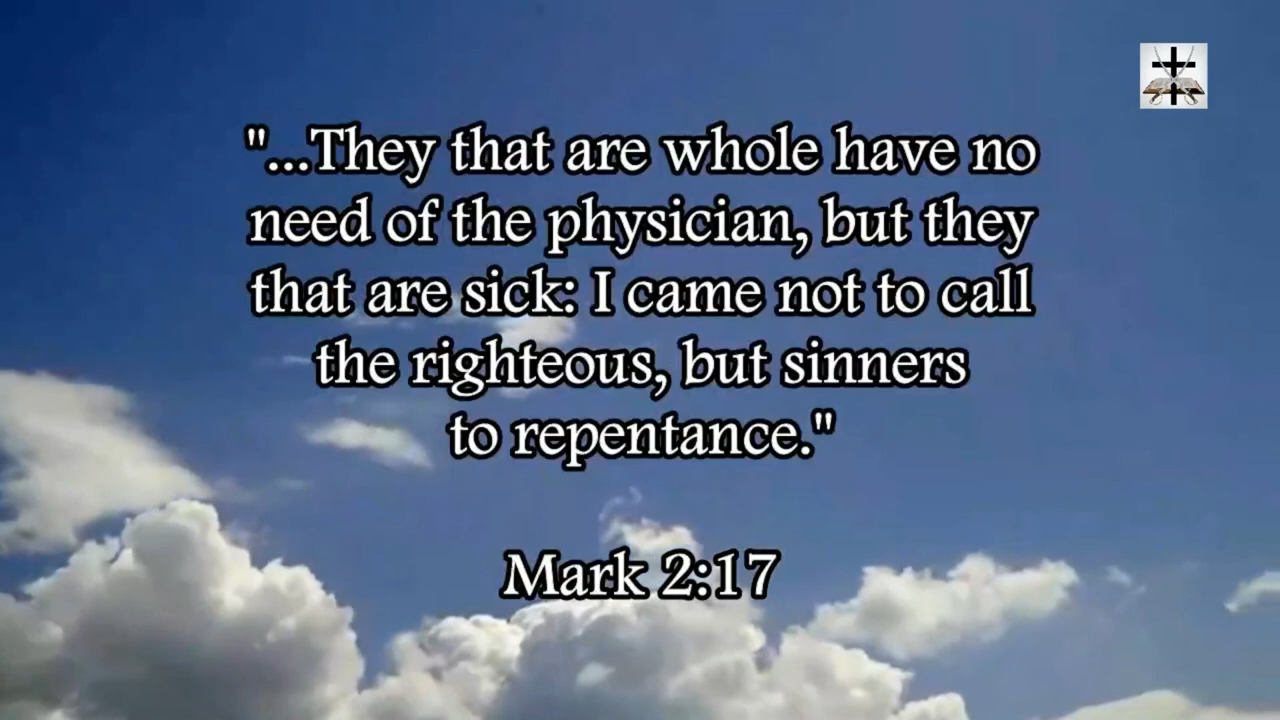 "...They that are whole have no
need of the physician, but they
that are sick: I came not to call
the righteous, but sinners
to repentance."
Mark 2:17